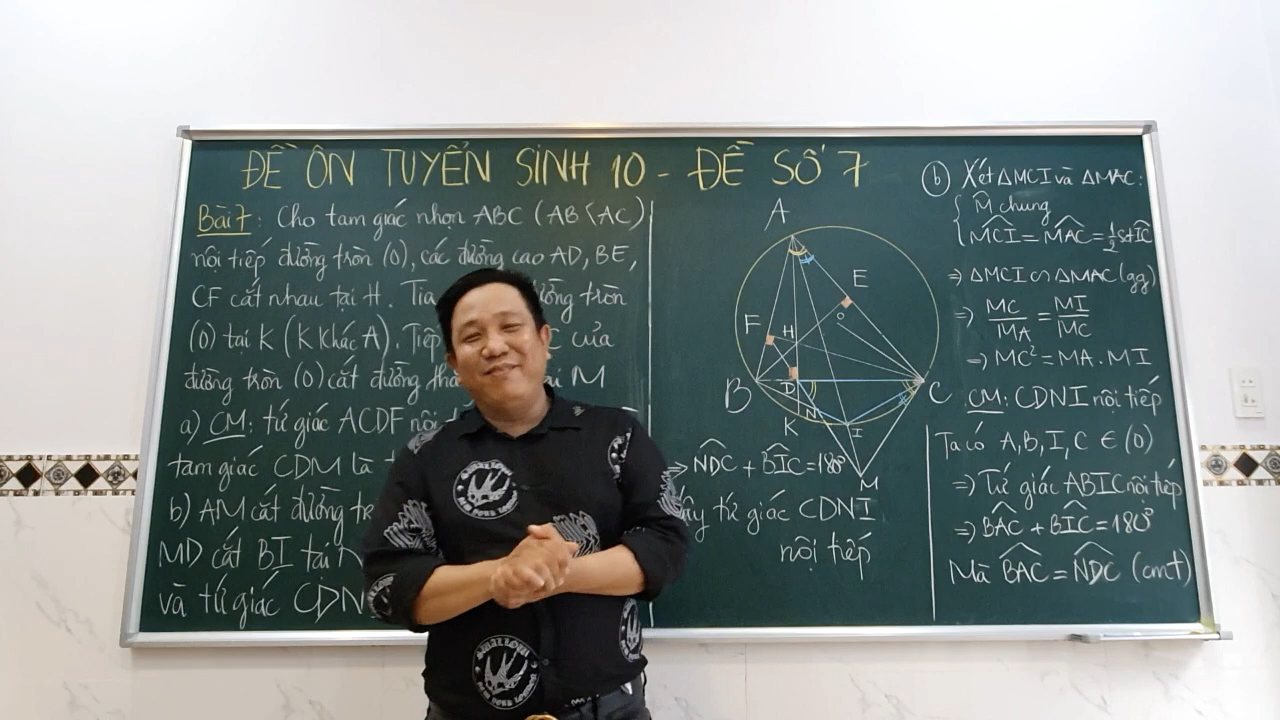 ĐỀ ÔN TUYỂN SINH 10 - ĐỀ SỐ 7
Bài 7: Cho tam giác nhọn ABC (AB < AC)
nội tiếp đường tròn (O), các đường cao AD, BE,
CF cắt nhau tại H. Tia đường tròn
(O) tại K (K khác A). Tiếp của
đường tròn (O) cắt đường M
a) CM: tứ giác ACDF nội
tam giác CDM là
b) AM cắt đường
MD cắt BI tại
và tứ giác CDN
A
E
O
F
H
B
D
C
N
K
I
M
=> NDC + BIC = 180°
tứ giác CDNI
nội tiếp
b) Xét ΔMCI và ΔMAC:
M chung
MCI = MAC = 1/2 sđ IC
=> ΔMCI ∽ ΔMAC (gg)
=> MC/MA = MI/MC
=> MC² = MA . MI
CM: CDNI nội tiếp
Ta có A, B, I, C ∈ (O)
=> Tứ giác ABIC nội tiếp
=> BAC + BIC = 180°
Mà BAC = NDC (cmt)